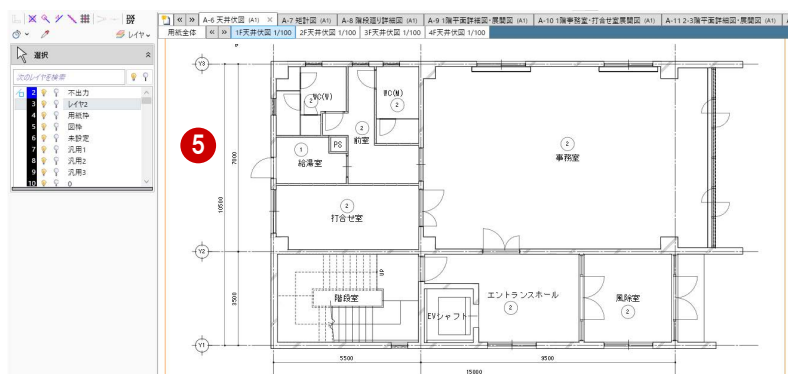 A-6 天井伏図 (A1) × A-7 矩計図 (A1) A-8 階段廻り詳細図 (A1) A-9 1階平面詳細図・展開図 (A1) A-10 1階事務室・打合せ室展開図 (A1) A-11 2-3階平面詳細図・展開図 (A1)
レイヤ
用紙全体 1F天井伏図 1/100 2F天井伏図 1/100 3F天井伏図 1/100 4F天井伏図 1/100
選択
次のレイヤを検索
2 不出力
3 レイヤ2
4 用紙枠
5 図枠
6 未設定
7 汎用1
8 汎用2
9 汎用3
10 0
5
Y3
WC(W)
2
WC(M)
2
2
前室
PS
1
給湯室
2
事務室
7000
10500
2
打合せ室
Y2
UP
階段室
3500
エントランスホール
2
EVシャフト
風除室
2
Y1
5500
9500
15000